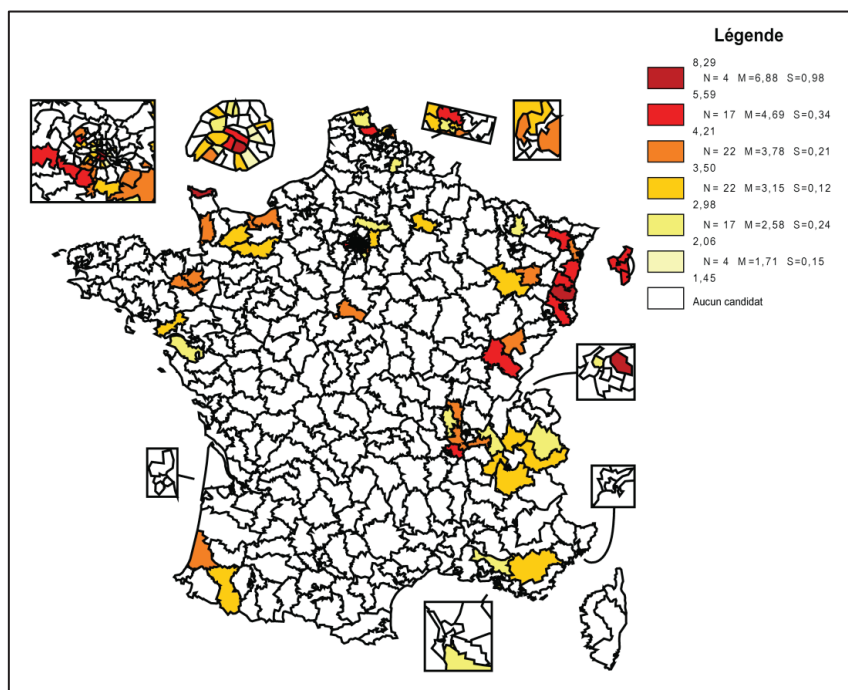 Légende
8,29
N= 4 M=6,88 S=0,98
5,59
N= 17 M=4,69 S=0,34
4,21
N= 22 M=3,78 S=0,21
3,50
N= 22 M=3,15 S=0,12
2,98
N= 17 M=2,58 S=0,24
2,06
N= 4 M=1,71 S=0,15
1,45
Aucun candidat